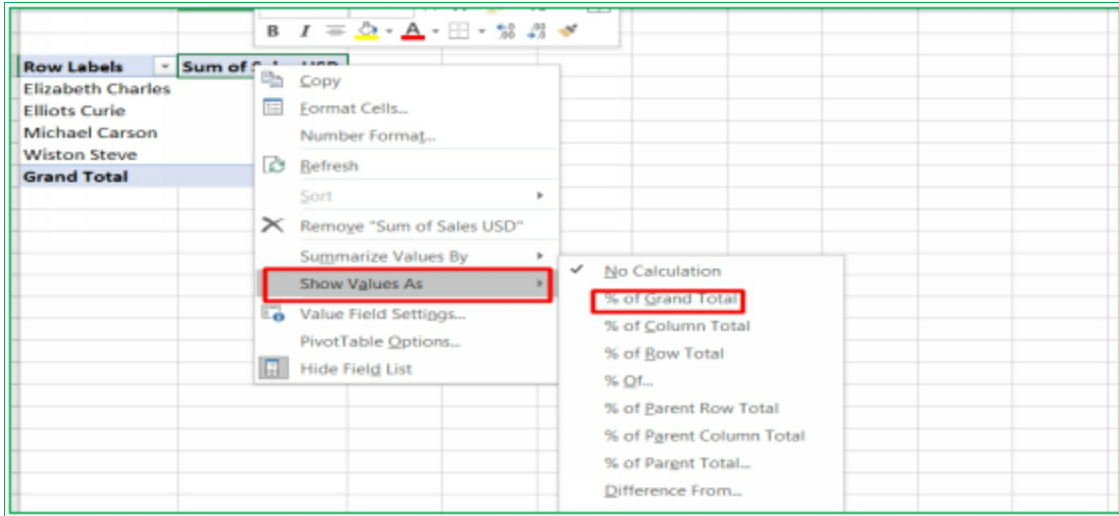 B I A
Row Labels Sum of Sales USD
Elizabeth Charles
Elliots Curie
Michael Carson
Wiston Steve
Grand Total
Copy
Format Cells...
Number Format...
Refresh
Sort
Remove "Sum of Sales USD"
Summarize Values By
Show Values As
Value Field Settings...
PivotTable Options...
Hide Field List
No Calculation
% of Grand Total
% of Column Total
% of Row Total
% Of...
% of Parent Row Total
% of Parent Column Total
% of Parent Total...
Difference From...